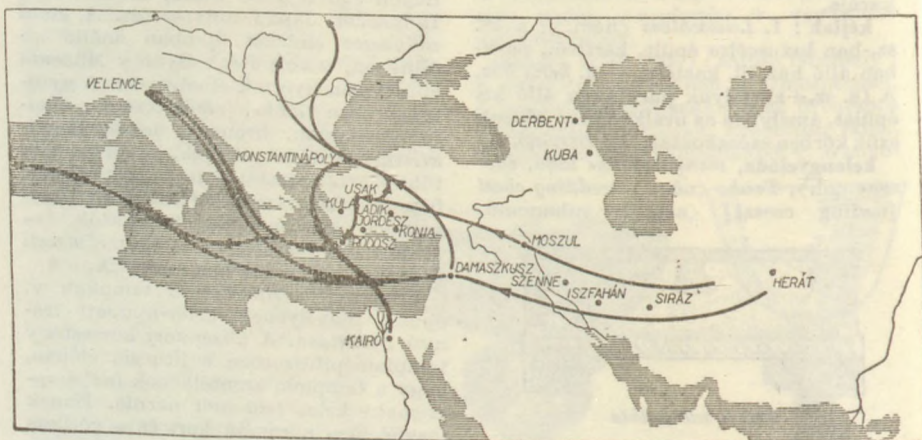 VELENCE
DERBENT
KUBA
KONSTANTINÁPOLY
USAK
KULA
LADIK
GÖRDESZ
KONIA
RODOSZ
MOSZUL
DAMASZKUSZ
SZENNE
ISZFAHÁN
SIRÁZ
HERÁT
KAIRÓ